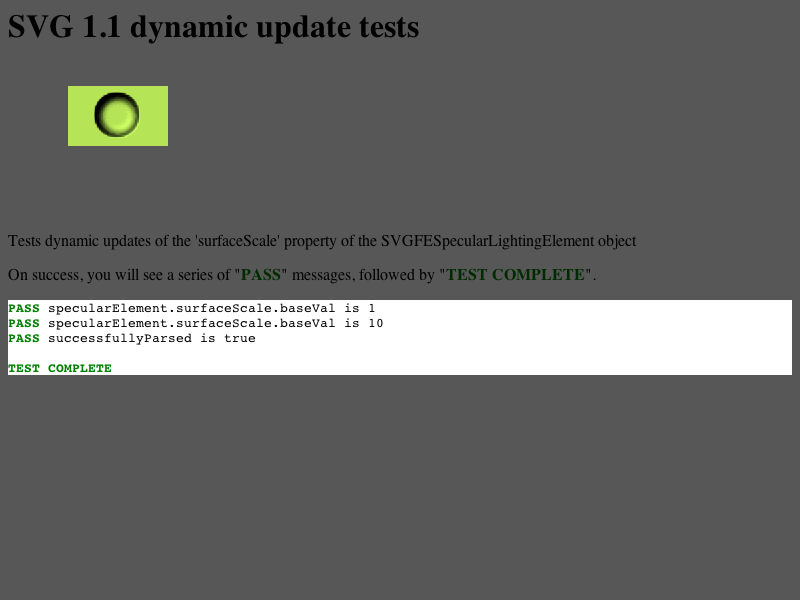 SVG 1.1 dynamic update tests
Tests dynamic updates of the 'surfaceScale' property of the SVGFESpecularLightingElement object
On success, you will see a series of "PASS" messages, followed by "TEST COMPLETE".
PASS specularElement.surfaceScale.baseVal is 1
PASS specularElement.surfaceScale.baseVal is 10
PASS successfullyParsed is true
TEST COMPLETE